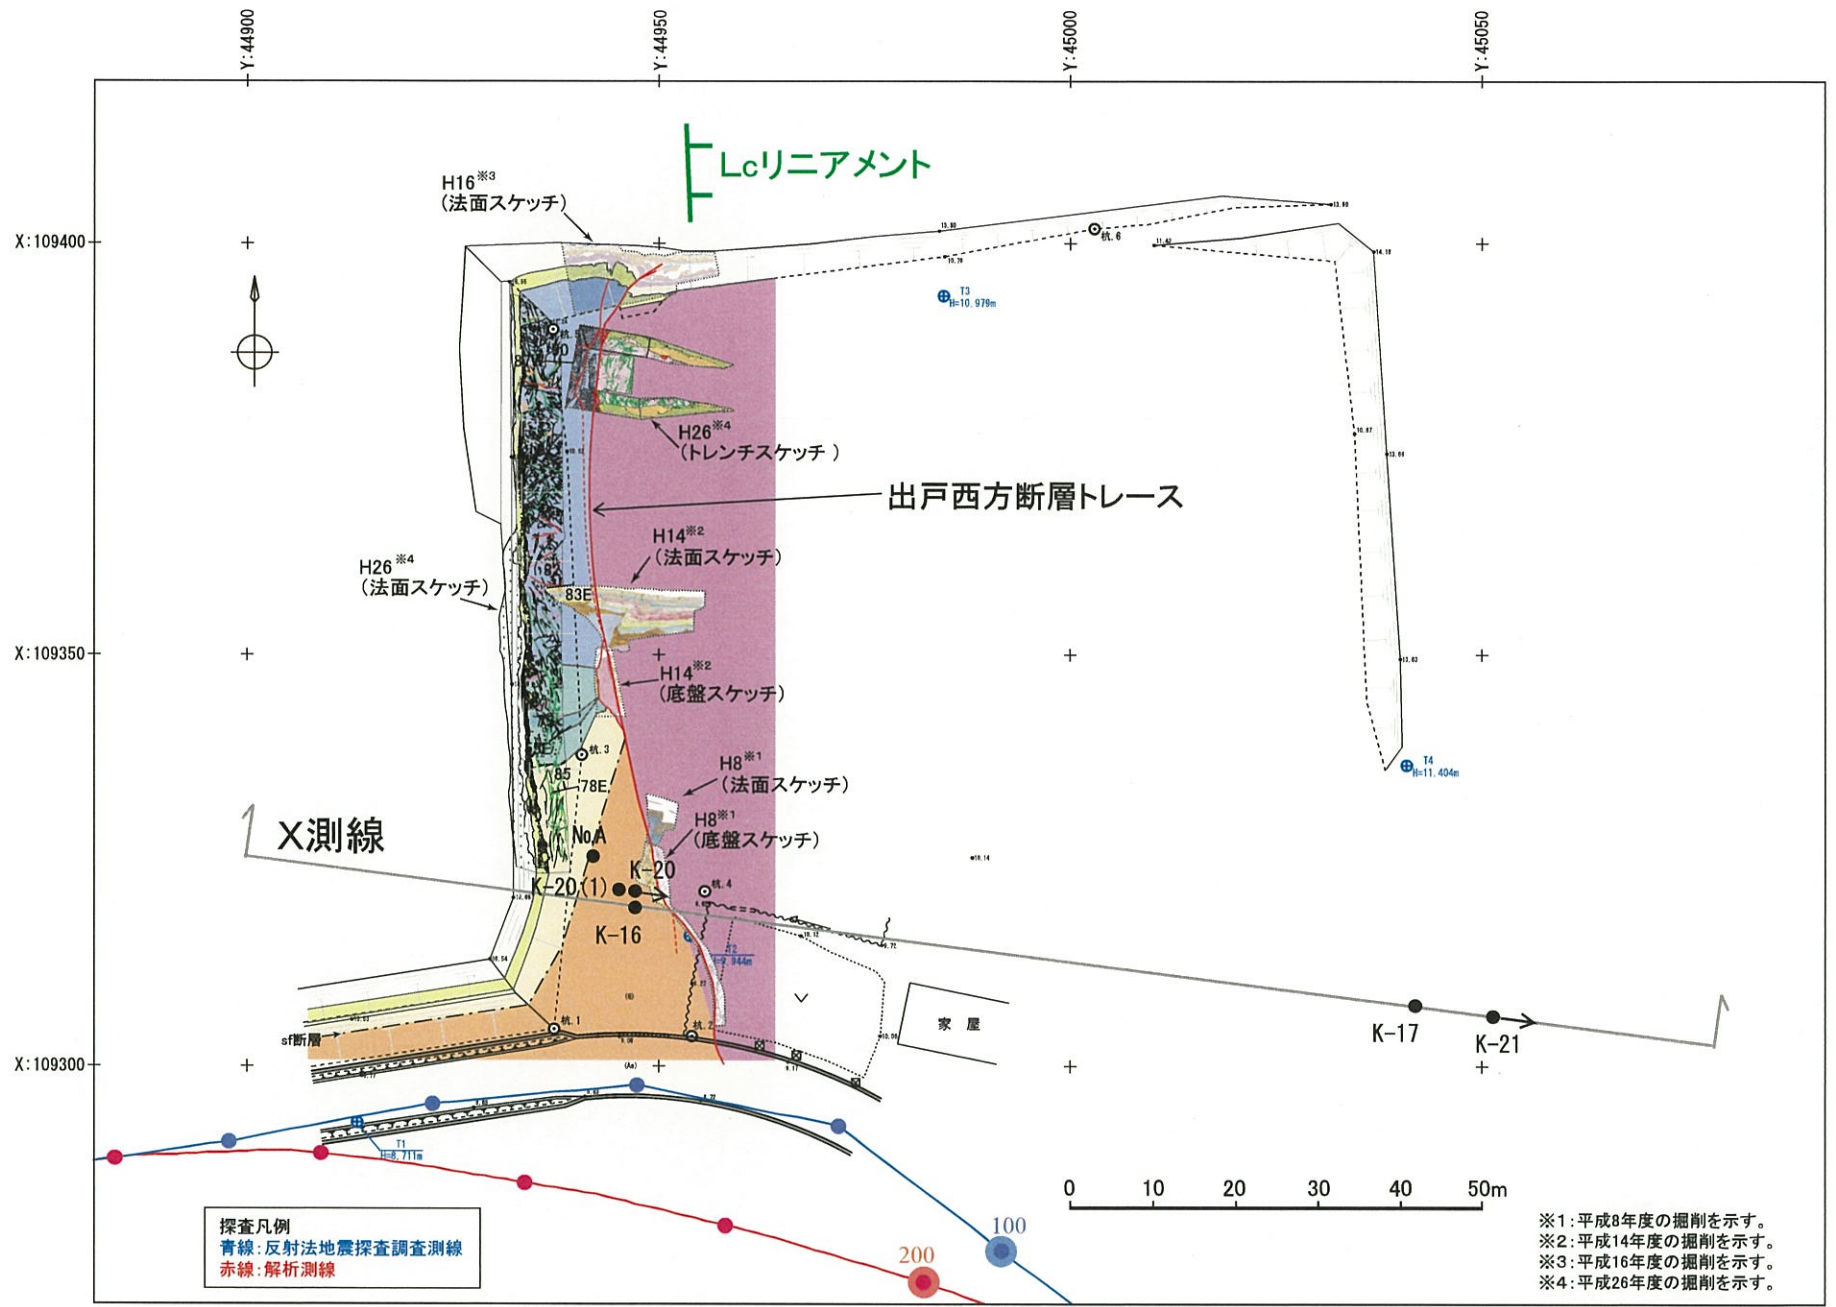 Y:44900
Y:44950
Y:45000
Y:45050
X:109400
X:109350
X:109300
Lcリニアメント
H16※3
(法面スケッチ)
杭.6
T3
H=10.979m
H26※4
(トレンチスケッチ)
出戸西方断層トレース
H14※2
(法面スケッチ)
H26※4
(法面スケッチ)
83E
H14※2
(底盤スケッチ)
杭.3
85
78E
H8※1
(法面スケッチ)
T4
H=11.404m
H8※1
(底盤スケッチ)
X測線
No.A
K-20(1)
K-20
杭.4
K-16
T2
家 屋
K-17
K-21
杭.1
杭.2
sf断層
T1
H=8.711m
0 10 20 30 40 50m
探査凡例
青線:反射法地震探査調査測線
赤線:解析測線
200
100
※1:平成8年度の掘削を示す。
※2:平成14年度の掘削を示す。
※3:平成16年度の掘削を示す。
※4:平成26年度の掘削を示す。